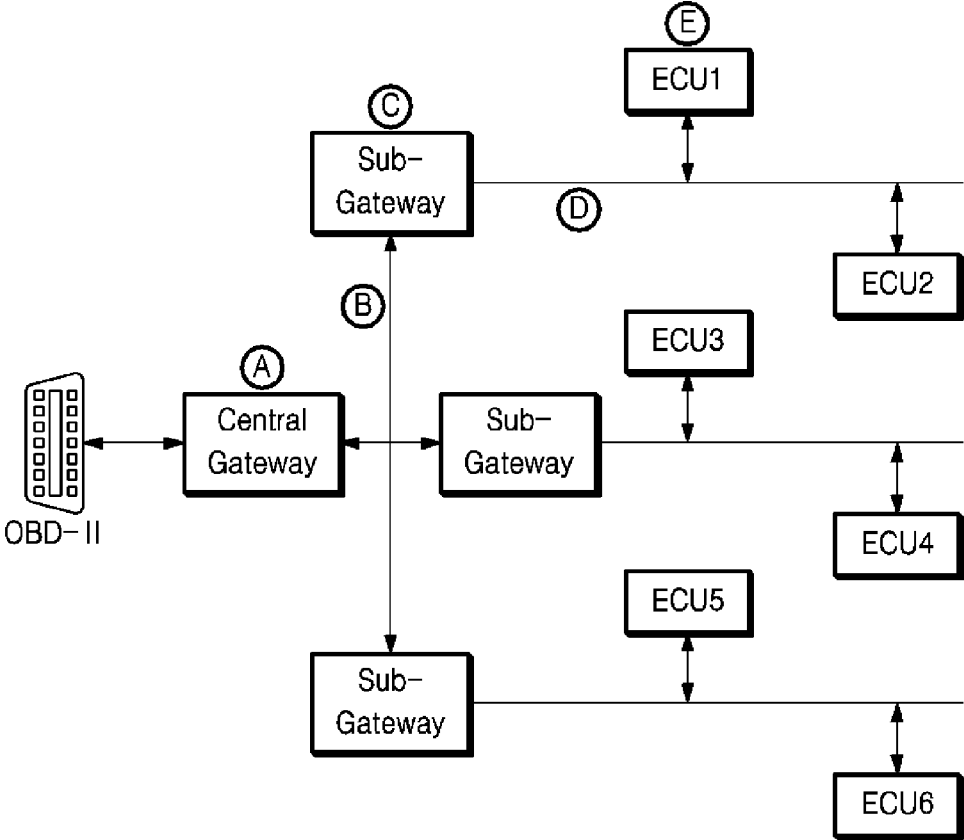 E
ECU1
C
Sub-
Gateway
D
ECU2
B
ECU3
A
Central
Gateway
Sub-
Gateway
OBD-II
ECU4
ECU5
Sub-
Gateway
ECU6